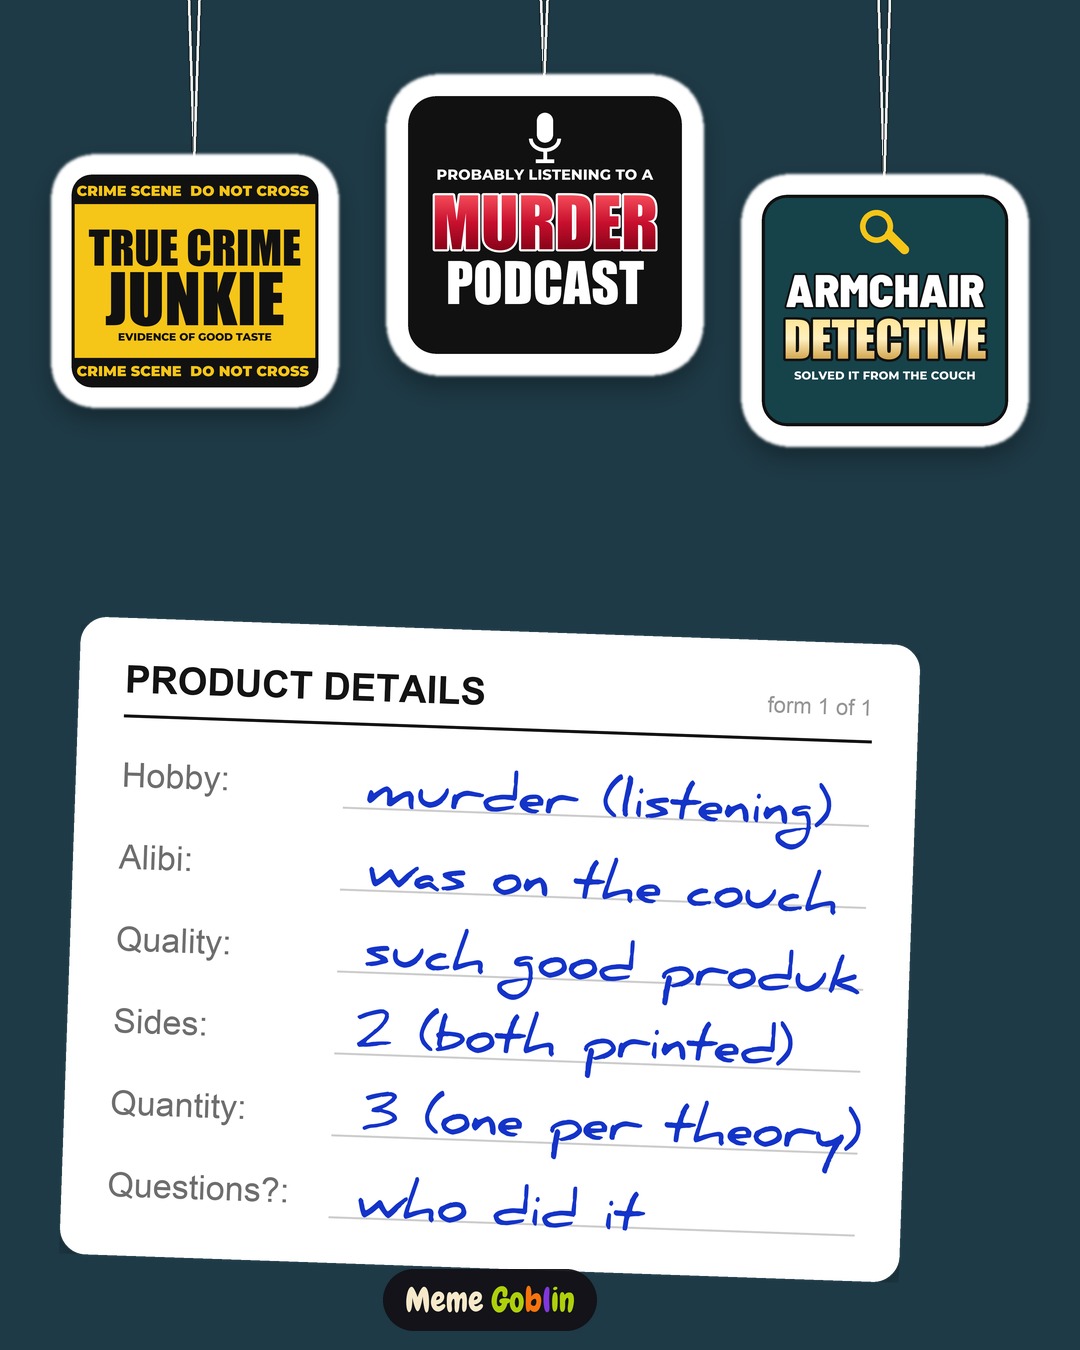 CRIME SCENE DO NOT CROSS
TRUE CRIME
JUNKIE
EVIDENCE OF GOOD TASTE
CRIME SCENE DO NOT CROSS
PROBABLY LISTENING TO A
MURDER
PODCAST
ARMCHAIR
DETECTIVE
SOLVED IT FROM THE COUCH
PRODUCT DETAILS
form 1 of 1
Hobby: murder (listening)
Alibi: was on the couch
Quality: such good produk
Sides: 2 (both printed)
Quantity: 3 (one per theory)
Questions?: who did it
Meme Goblin